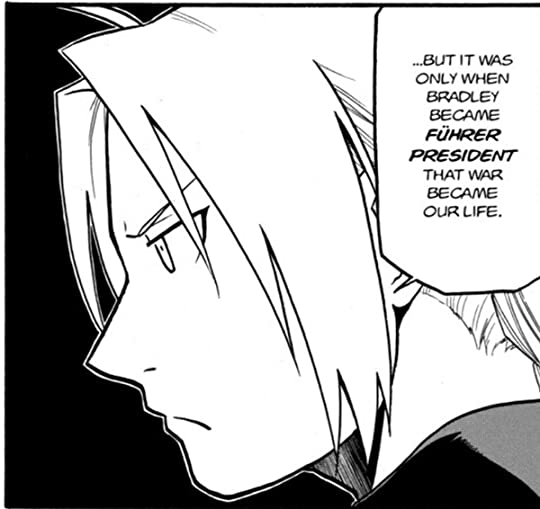 ...BUT IT WAS
ONLY WHEN
BRADLEY
BECAME
FÜHRER
PRESIDENT
THAT WAR
BECAME
OUR LIFE.